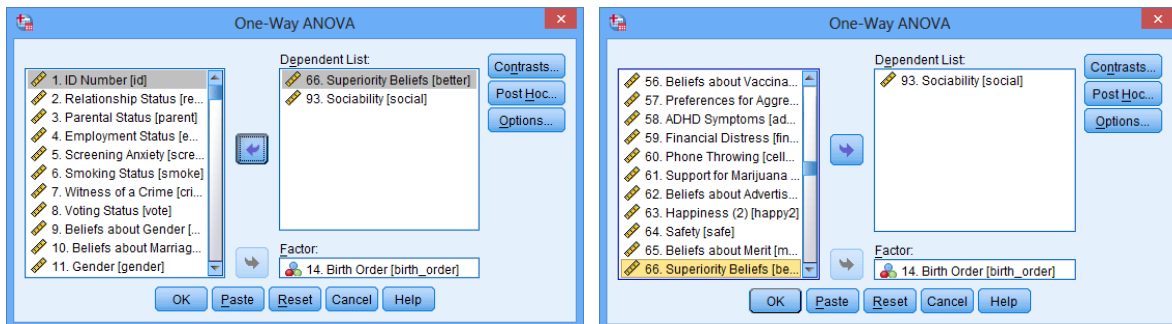 One-Way ANOVA
Dependent List:
1. ID Number [id]
2. Relationship Status [re...
3. Parental Status [parent]
4. Employment Status [e...
5. Screening Anxiety [scre...
6. Smoking Status [smoke]
7. Witness of a Crime [cri...
8. Voting Status [vote]
9. Beliefs about Gender [...
10. Beliefs about Marriag...
11. Gender [gender]
66. Superiority Beliefs [better]
93. Sociability [social]
Contrasts...
Post Hoc...
Options...
Factor:
14. Birth Order [birth_order]
OK Paste Reset Cancel Help
One-Way ANOVA
Dependent List:
56. Beliefs about Vaccina...
57. Preferences for Aggre...
58. ADHD Symptoms [ad...
59. Financial Distress [fin...
60. Phone Throwing [cell...
61. Support for Marijuana ...
62. Beliefs about Advertis...
63. Happiness (2) [happy2]
64. Safety [safe]
65. Beliefs about Merit [m...
66. Superiority Beliefs [be...
93. Sociability [social]
Contrasts...
Post Hoc...
Options...
Factor:
14. Birth Order [birth_order]
OK Paste Reset Cancel Help